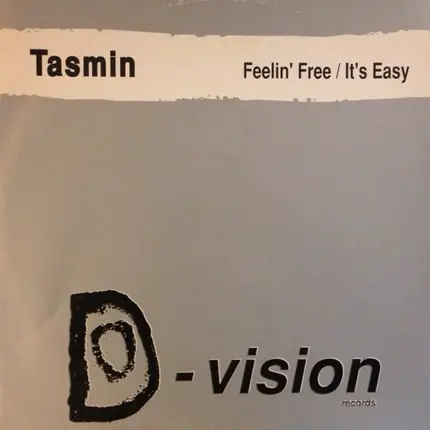 Tasmin Feelin' Free / It's Easy
D - vision
records